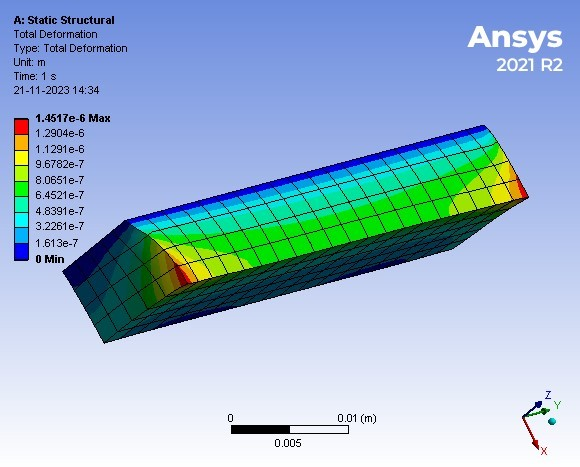 A: Static Structural
Total Deformation
Type: Total Deformation
Unit: m
Time: 1 s
21-11-2023 14:34
1.4517e-6 Max
1.2904e-6
1.1291e-6
9.6782e-7
8.0651e-7
6.4521e-7
4.8391e-7
3.2261e-7
1.613e-7
0 Min
Ansys
2021 R2
0
0.01 (m)
0.005
Z
Y
X